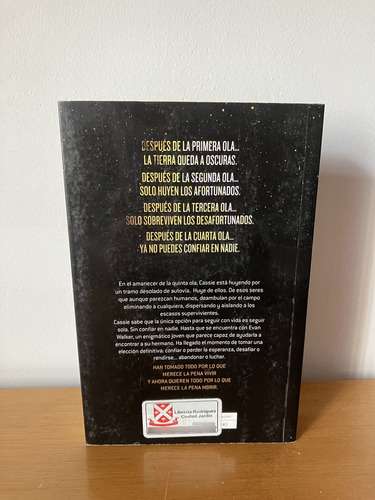 DESPUÉS DE LA PRIMERA OLA...
LA TIERRA QUEDA A OSCURAS.
DESPUÉS DE LA SEGUNDA OLA...
SOLO HUYEN LOS AFORTUNADOS.
DESPUÉS DE LA TERCERA OLA...
SOLO SOBREVIVEN LOS DESAFORTUNADOS.
DESPUÉS DE LA CUARTA OLA...
YA NO PUEDES CONFIAR EN NADIE.
En el amanecer de la quinta ola, Cassie está huyendo por
un tramo desolado de autovía. Huye de ellos. De esos seres
que aunque parezcan humanos, deambulan por el campo
eliminando a cualquiera, dispersando y aislando a los
escasos supervivientes.
Cassie sabe que la única opción para seguir con vida es seguir
sola. Sin confiar en nadie. Hasta que se encuentra con Evan
Walker, un enigmático joven que parece capaz de ayudarla a
encontrar a su hermano. Ha llegado el momento de tomar una
elección definitiva: confiar o perder la esperanza, desafiar o
rendirse... abandonar o luchar.
HAN TOMADO TODO POR LO QUE
MERECE LA PENA VIVIR
Y AHORA QUIEREN TODO POR LO QUE
MERECE LA PENA MORIR.
Librería Rodríguez
Ciudad Jardín